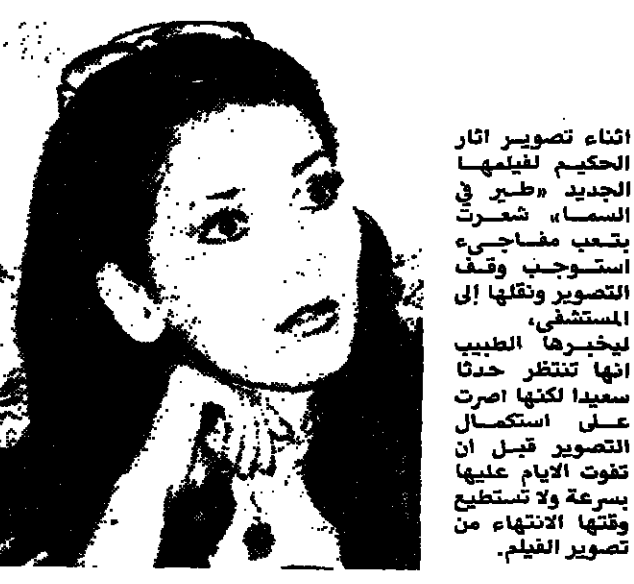 اثناء تصوير اثار
الحكيم لفيلمها
الجديد «طير في
السما» شعرت
بتعب مفاجىء
استوجب وقف
التصوير ونقلها إلى
المستشفى،
ليخبرها الطبيب
انها تنتظر حدثا
سعيدا لكنها اصرت
على استكمال
التصوير قبل ان
تفوت الايام عليها
بسرعة ولا تستطيع
وقتها الانتهاء من
تصوير الفيلم.